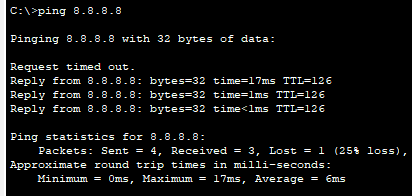 C:\>ping 8.8.8.8
Pinging 8.8.8.8 with 32 bytes of data:
Request timed out.
Reply from 8.8.8.8: bytes=32 time=17ms TTL=126
Reply from 8.8.8.8: bytes=32 time=1ms TTL=126
Reply from 8.8.8.8: bytes=32 time<1ms TTL=126
Ping statistics for 8.8.8.8:
Packets: Sent = 4, Received = 3, Lost = 1 (25% loss),
Approximate round trip times in milli-seconds:
Minimum = 0ms, Maximum = 17ms, Average = 6ms